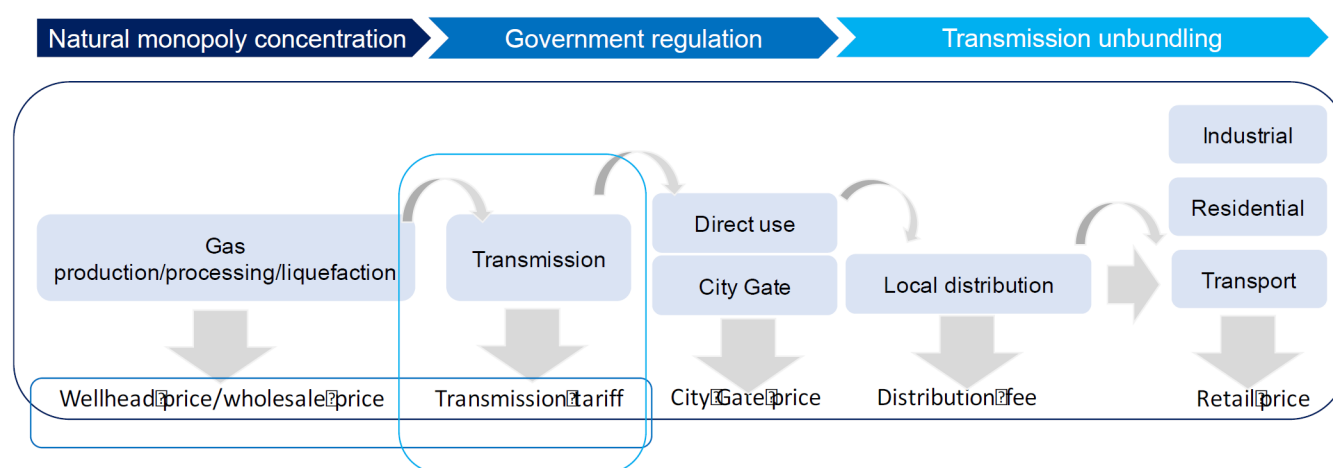 Natural monopoly concentration
Government regulation
Transmission unbundling
Industrial
Residential
Transport
Direct use
City Gate
Gas
production/processing/liquefaction
Transmission
Local distribution
Wellhead⍰price/wholesale⍰price
Transmission⍰tariff
City⍰Gate⍰price
Distribution⍰fee
Retail⍰price